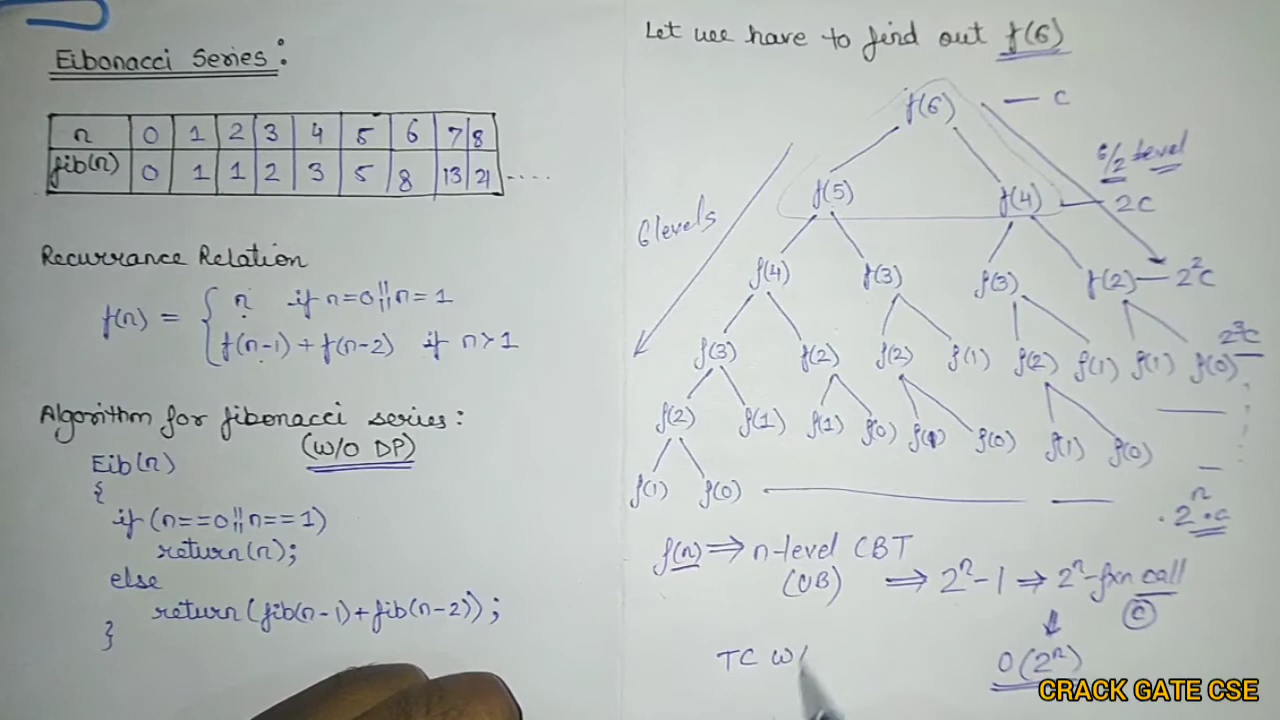 Fibonacci Series:
n 0 1 2 3 4 5 6 7 8
fib(n) 0 1 1 2 3 5 8 13 21 ....
Recurrance Relation
f(n) = { n if n=0||n=1
f(n-1)+f(n-2) if n>1
Algorithm for fibonacci series:
(W/O DP)
Fib(n)
{
if (n==0||n==1)
return(n);
else
return(fib(n-1)+fib(n-2));
}
Let wee have to find out f(6)
f(6) — c
6/2 level
f(5) f(4) — 2c
6 levels
f(4) f(3) f(3) f(2) — 2²c
f(3) f(2) f(2) f(1) f(2) f(1) f(1) f(0) 2³c
f(2) f(1) f(1) f(0) f(1) f(0) f(1) f(0)
f(1) f(0)
2ⁿ·c
f(n) ⇒ n-level CBT
(UB) ⇒ 2ⁿ-1 ⇒ 2ⁿ-fxn call
c
TC W/
O(2ⁿ)
CRACK GATE CSE